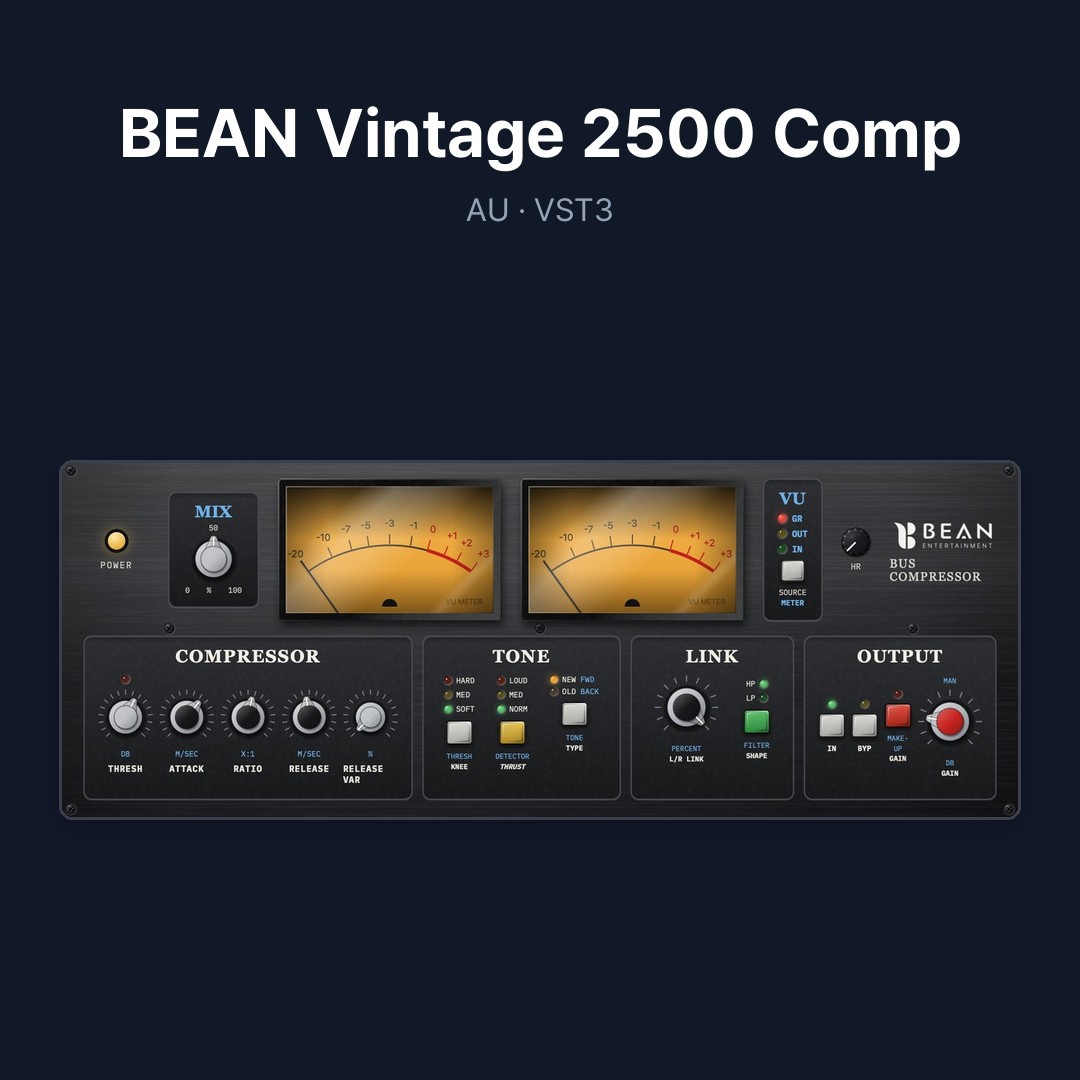 BEAN Vintage 2500 Comp
AU · VST3
POWER
MIX
50
0 % 100
-20 -10 -7 -5 -3 -1 0 +1 +2 +3
VU METER
-20 -10 -7 -5 -3 -1 0 +1 +2 +3
VU METER
VU
GR
OUT
IN
SOURCE
METER
HR
BEAN
ENTERTAINMENT
BUS
COMPRESSOR
COMPRESSOR
DB
THRESH
M/SEC
ATTACK
X:1
RATIO
M/SEC
RELEASE
%
RELEASE
VAR
TONE
HARD
MED
SOFT
THRESH
KNEE
LOUD
MED
NORM
DETECTOR
THRUST
NEW FWD
OLD BACK
TONE
TYPE
LINK
PERCENT
L/R LINK
HP
LP
FILTER
SHAPE
OUTPUT
IN
BYP
MAKE-
UP
GAIN
MAN
DB
GAIN